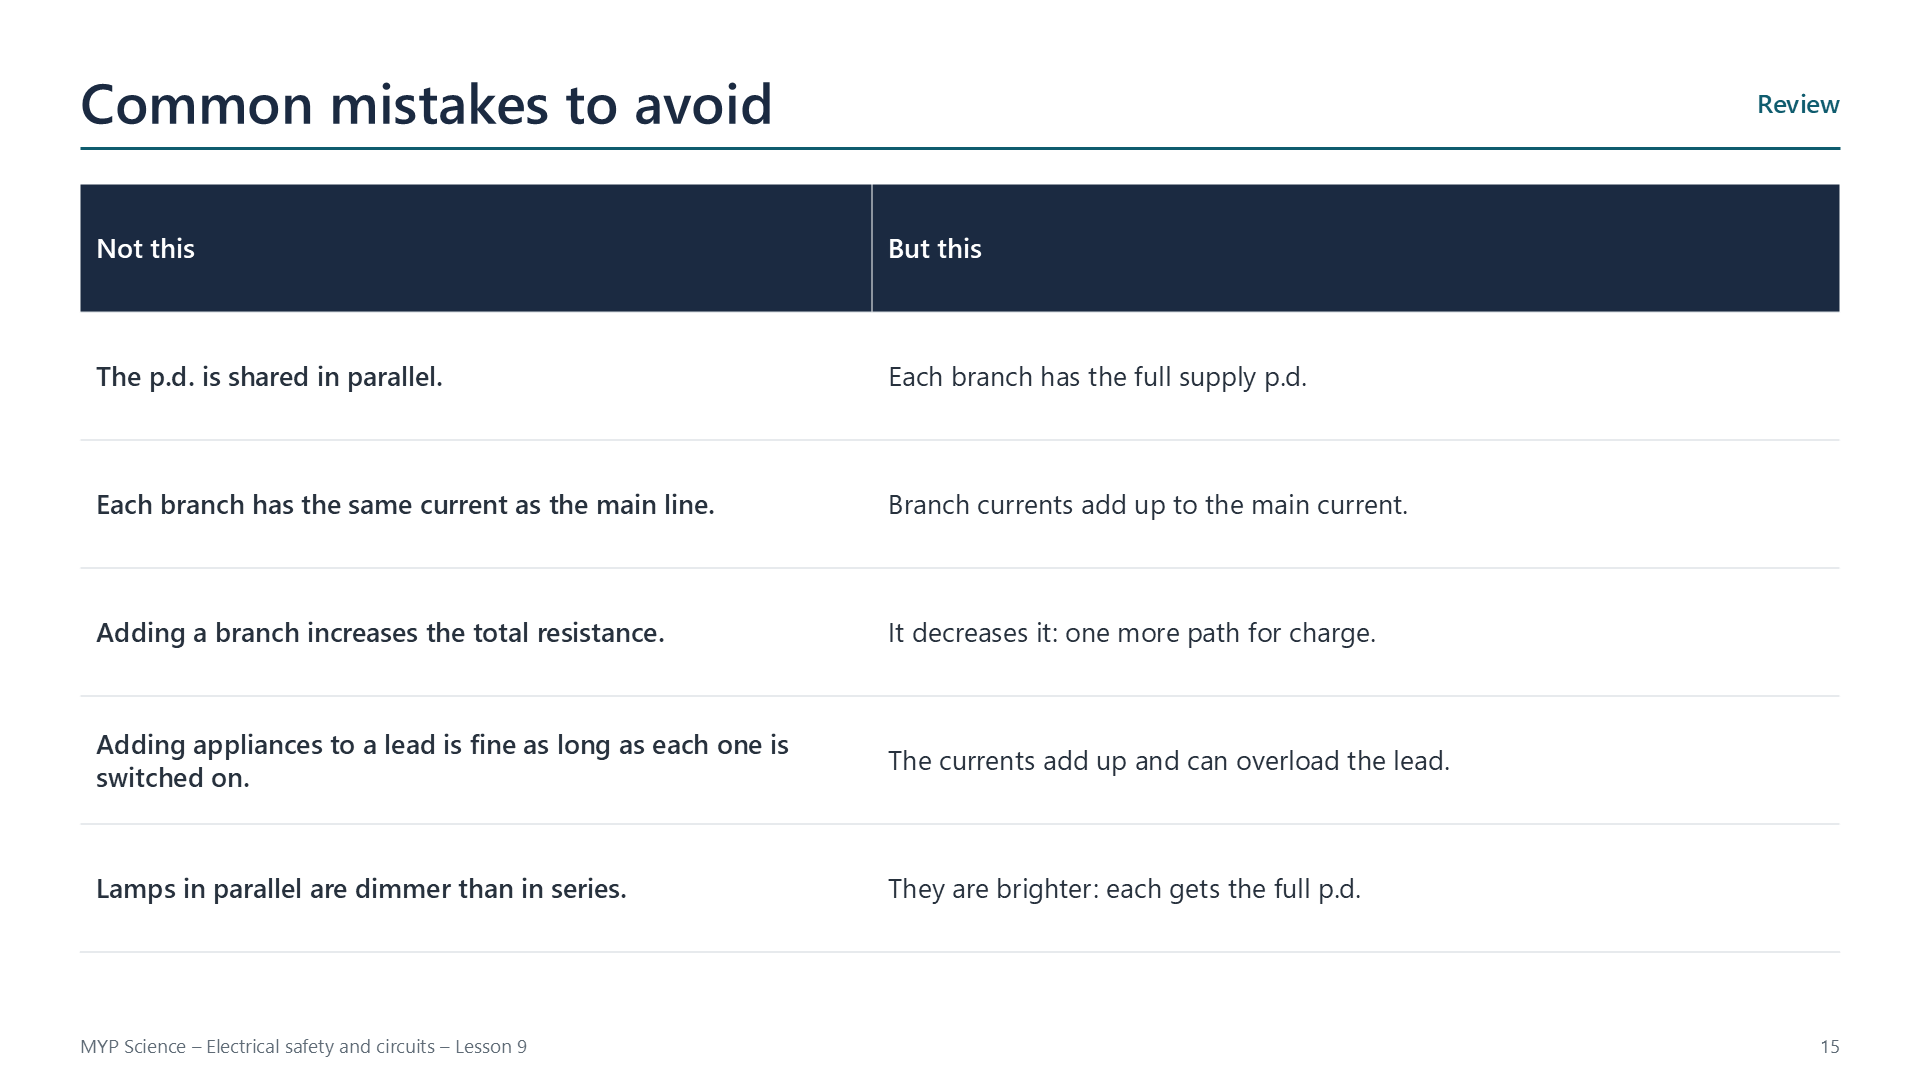 Common mistakes to avoid
Review
Not this
But this
The p.d. is shared in parallel.
Each branch has the full supply p.d.
Each branch has the same current as the main line.
Branch currents add up to the main current.
Adding a branch increases the total resistance.
It decreases it: one more path for charge.
Adding appliances to a lead is fine as long as each one is
switched on.
The currents add up and can overload the lead.
Lamps in parallel are dimmer than in series.
They are brighter: each gets the full p.d.
MYP Science – Electrical safety and circuits – Lesson 9
15